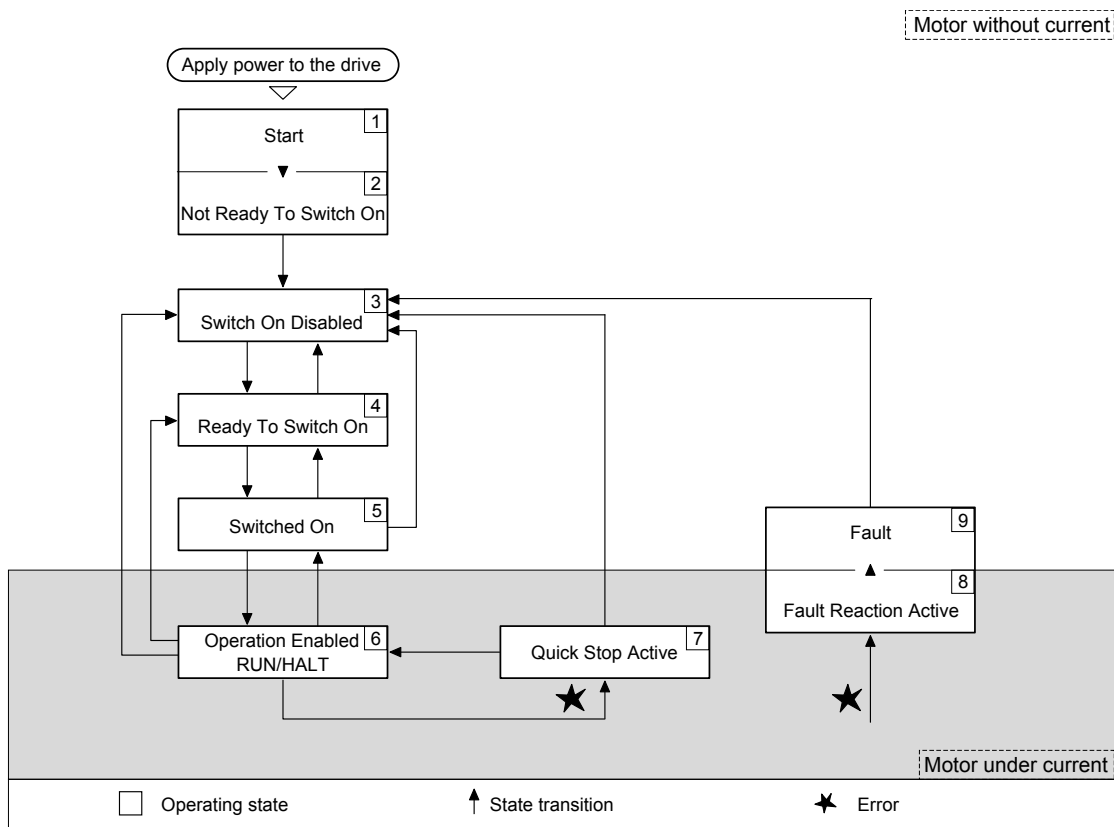 Motor without current
Apply power to the drive
1
Start
2
Not Ready To Switch On
3
Switch On Disabled
4
Ready To Switch On
5
Switched On
9
Fault
8
Fault Reaction Active
6
Operation Enabled
RUN/HALT
7
Quick Stop Active
Motor under current
Operating state
State transition
Error